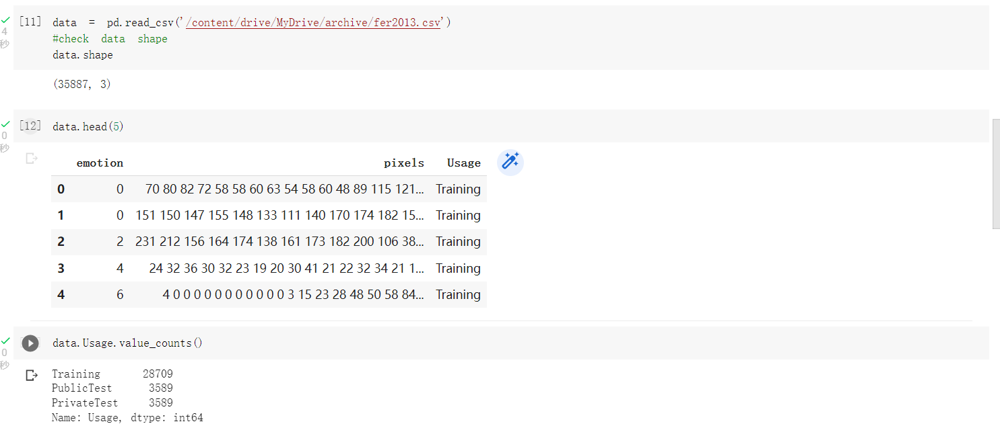 [11] data = pd.read_csv('/content/drive/MyDrive/archive/fer2013.csv')
4
秒
#check data shape
data.shape
(35887, 3)
[12] data.head(5)
0
秒
emotion pixels Usage
0 0 70 80 82 72 58 58 60 63 54 58 60 48 89 115 121... Training
1 0 151 150 147 155 148 133 111 140 170 174 182 15... Training
2 2 231 212 156 164 174 138 161 173 182 200 106 38... Training
3 4 24 32 36 30 32 23 19 20 30 41 21 22 32 34 21 1... Training
4 6 4 0 0 0 0 0 0 0 0 0 0 0 3 15 23 28 48 50 58 84... Training
data.Usage.value_counts()
0
秒
Training 28709
PublicTest 3589
PrivateTest 3589
Name: Usage, dtype: int64